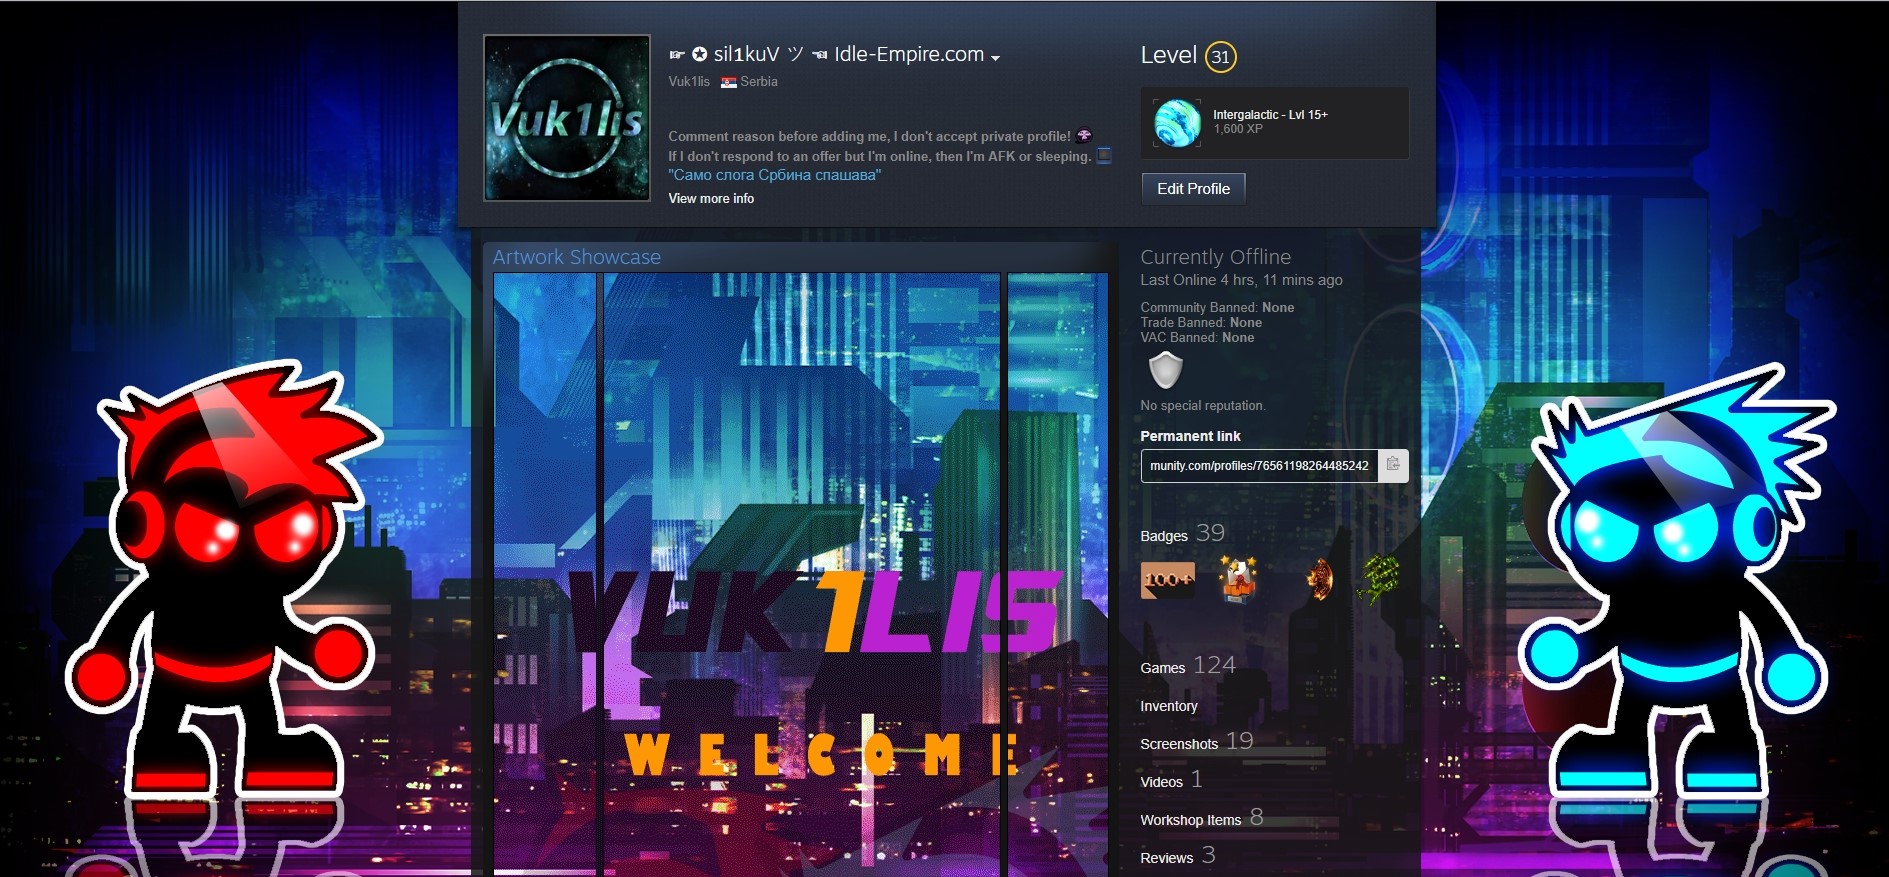 Vuk1lis
☞ ✪ sil1kuV ツ ☜ Idle-Empire.com
Vuk1lis Serbia
Comment reason before adding me, I don't accept private profile!
If I don't respond to an offer but I'm online, then I'm AFK or sleeping.
"Само слога Србина спашава"
View more info
Level 31
Intergalactic - Lvl 15+
1,600 XP
Edit Profile
Artwork Showcase
VUK1LIS
WELCOME
Currently Offline
Last Online 4 hrs, 11 mins ago
Community Banned: None
Trade Banned: None
VAC Banned: None
No special reputation.
Permanent link
munity.com/profiles/76561198264485242
Badges 39
100+
Games 124
Inventory
Screenshots 19
Videos 1
Workshop Items 8
Reviews 3